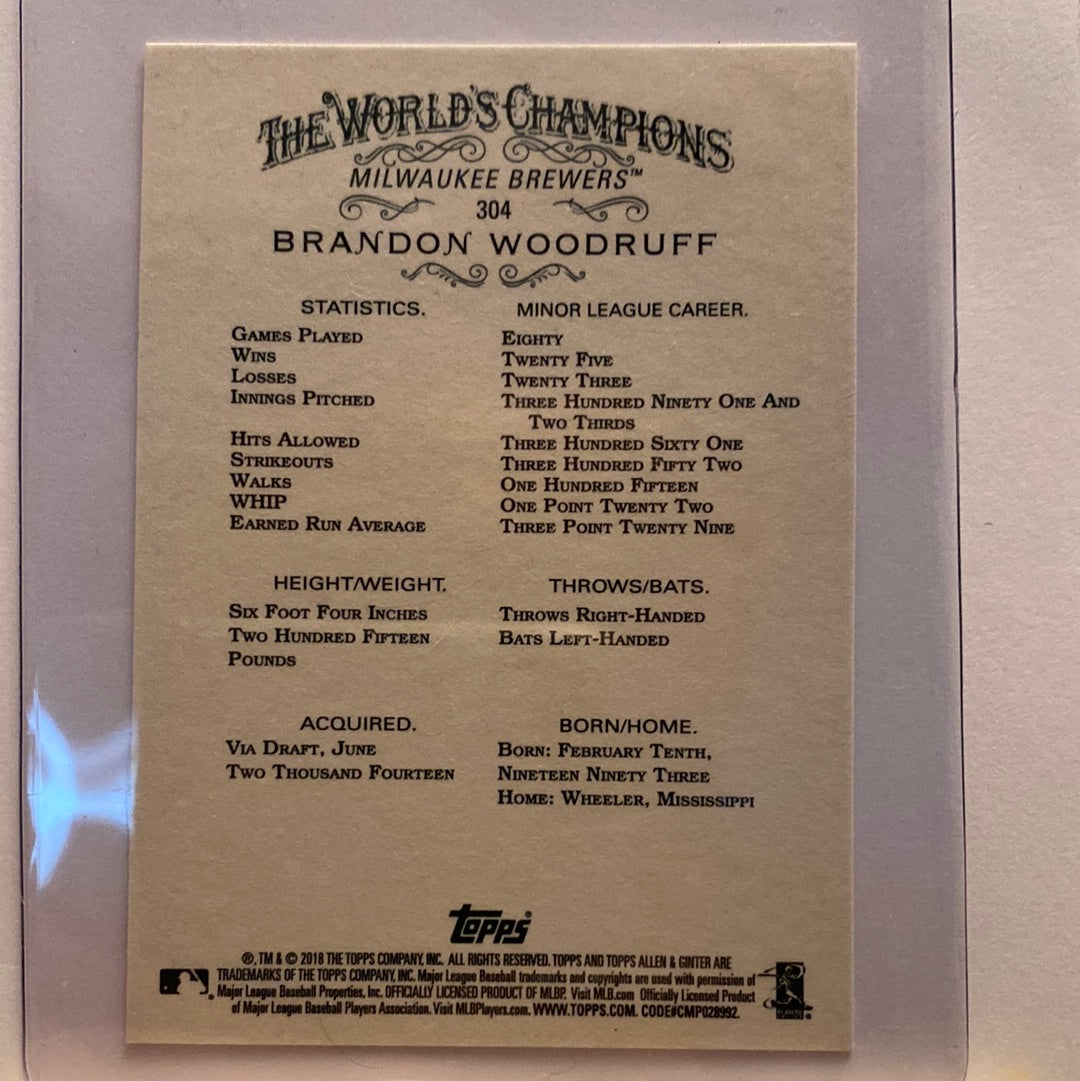 THE WORLD'S CHAMPIONS
MILWAUKEE BREWERS™
304
BRANDON WOODRUFF
STATISTICS. MINOR LEAGUE CAREER.
GAMES PLAYED EIGHTY
WINS TWENTY FIVE
LOSSES TWENTY THREE
INNINGS PITCHED THREE HUNDRED NINETY ONE AND
TWO THIRDS
HITS ALLOWED THREE HUNDRED SIXTY ONE
STRIKEOUTS THREE HUNDRED FIFTY TWO
WALKS ONE HUNDRED FIFTEEN
WHIP ONE POINT TWENTY TWO
EARNED RUN AVERAGE THREE POINT TWENTY NINE
HEIGHT/WEIGHT.
SIX FOOT FOUR INCHES
TWO HUNDRED FIFTEEN
POUNDS
THROWS/BATS.
THROWS RIGHT-HANDED
BATS LEFT-HANDED
ACQUIRED.
VIA DRAFT, JUNE
TWO THOUSAND FOURTEEN
BORN/HOME.
BORN: FEBRUARY TENTH,
NINETEEN NINETY THREE
HOME: WHEELER, MISSISSIPPI
topps®
®, TM & © 2018 THE TOPPS COMPANY, INC. ALL RIGHTS RESERVED. TOPPS AND TOPPS ALLEN & GINTER ARE
TRADEMARKS OF THE TOPPS COMPANY, INC. Major League Baseball trademarks and copyrights are used with permission of
Major League Baseball Properties, Inc. OFFICIALLY LICENSED PRODUCT OF MLBP. Visit MLB.com Officially Licensed Product
of Major League Baseball Players Association. Visit MLBPlayers.com. WWW.TOPPS.COM. CODE#CMP028992.